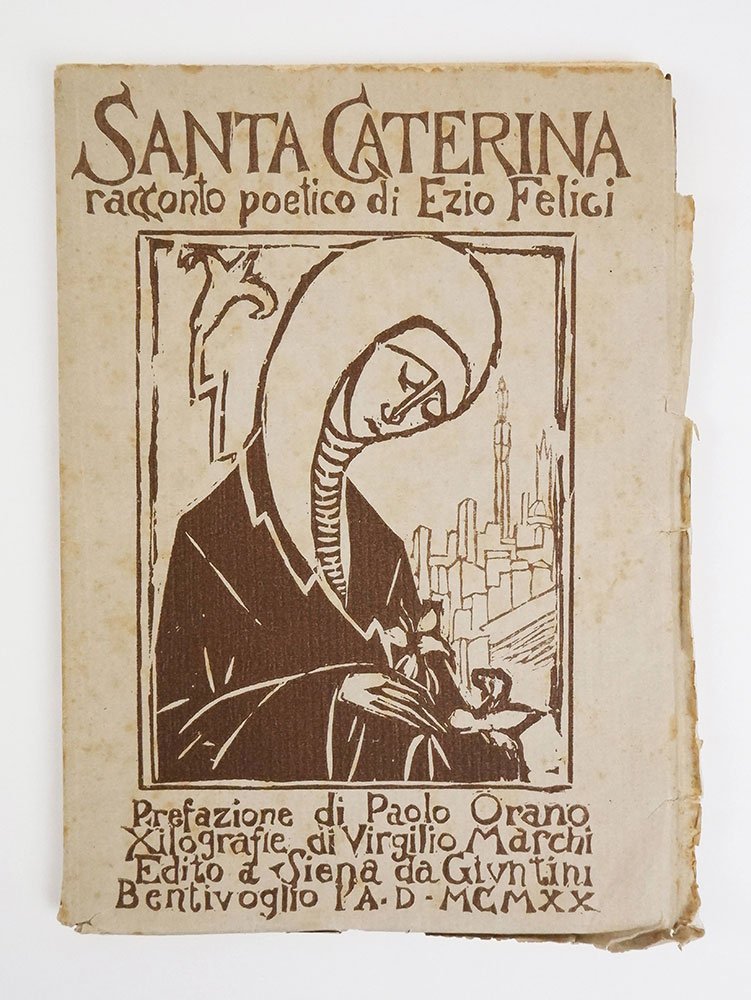 SANTA CATERINA
racconto poetico di Ezio Felici
Prefazione di Paolo Orano
Xilografie di Virgilio Marchi
Edito a Siena da Givntini
Bentivoglio l'A·D·MCMXX